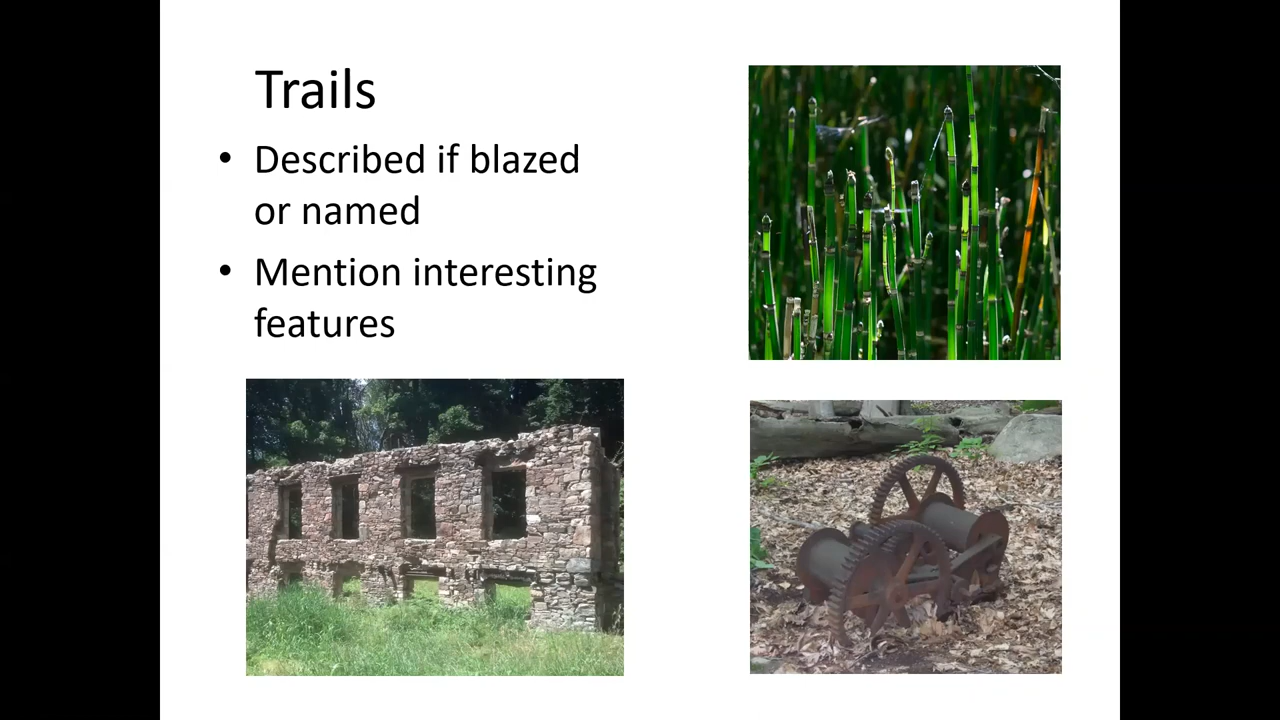 Trails
• Described if blazed
or named
• Mention interesting
features